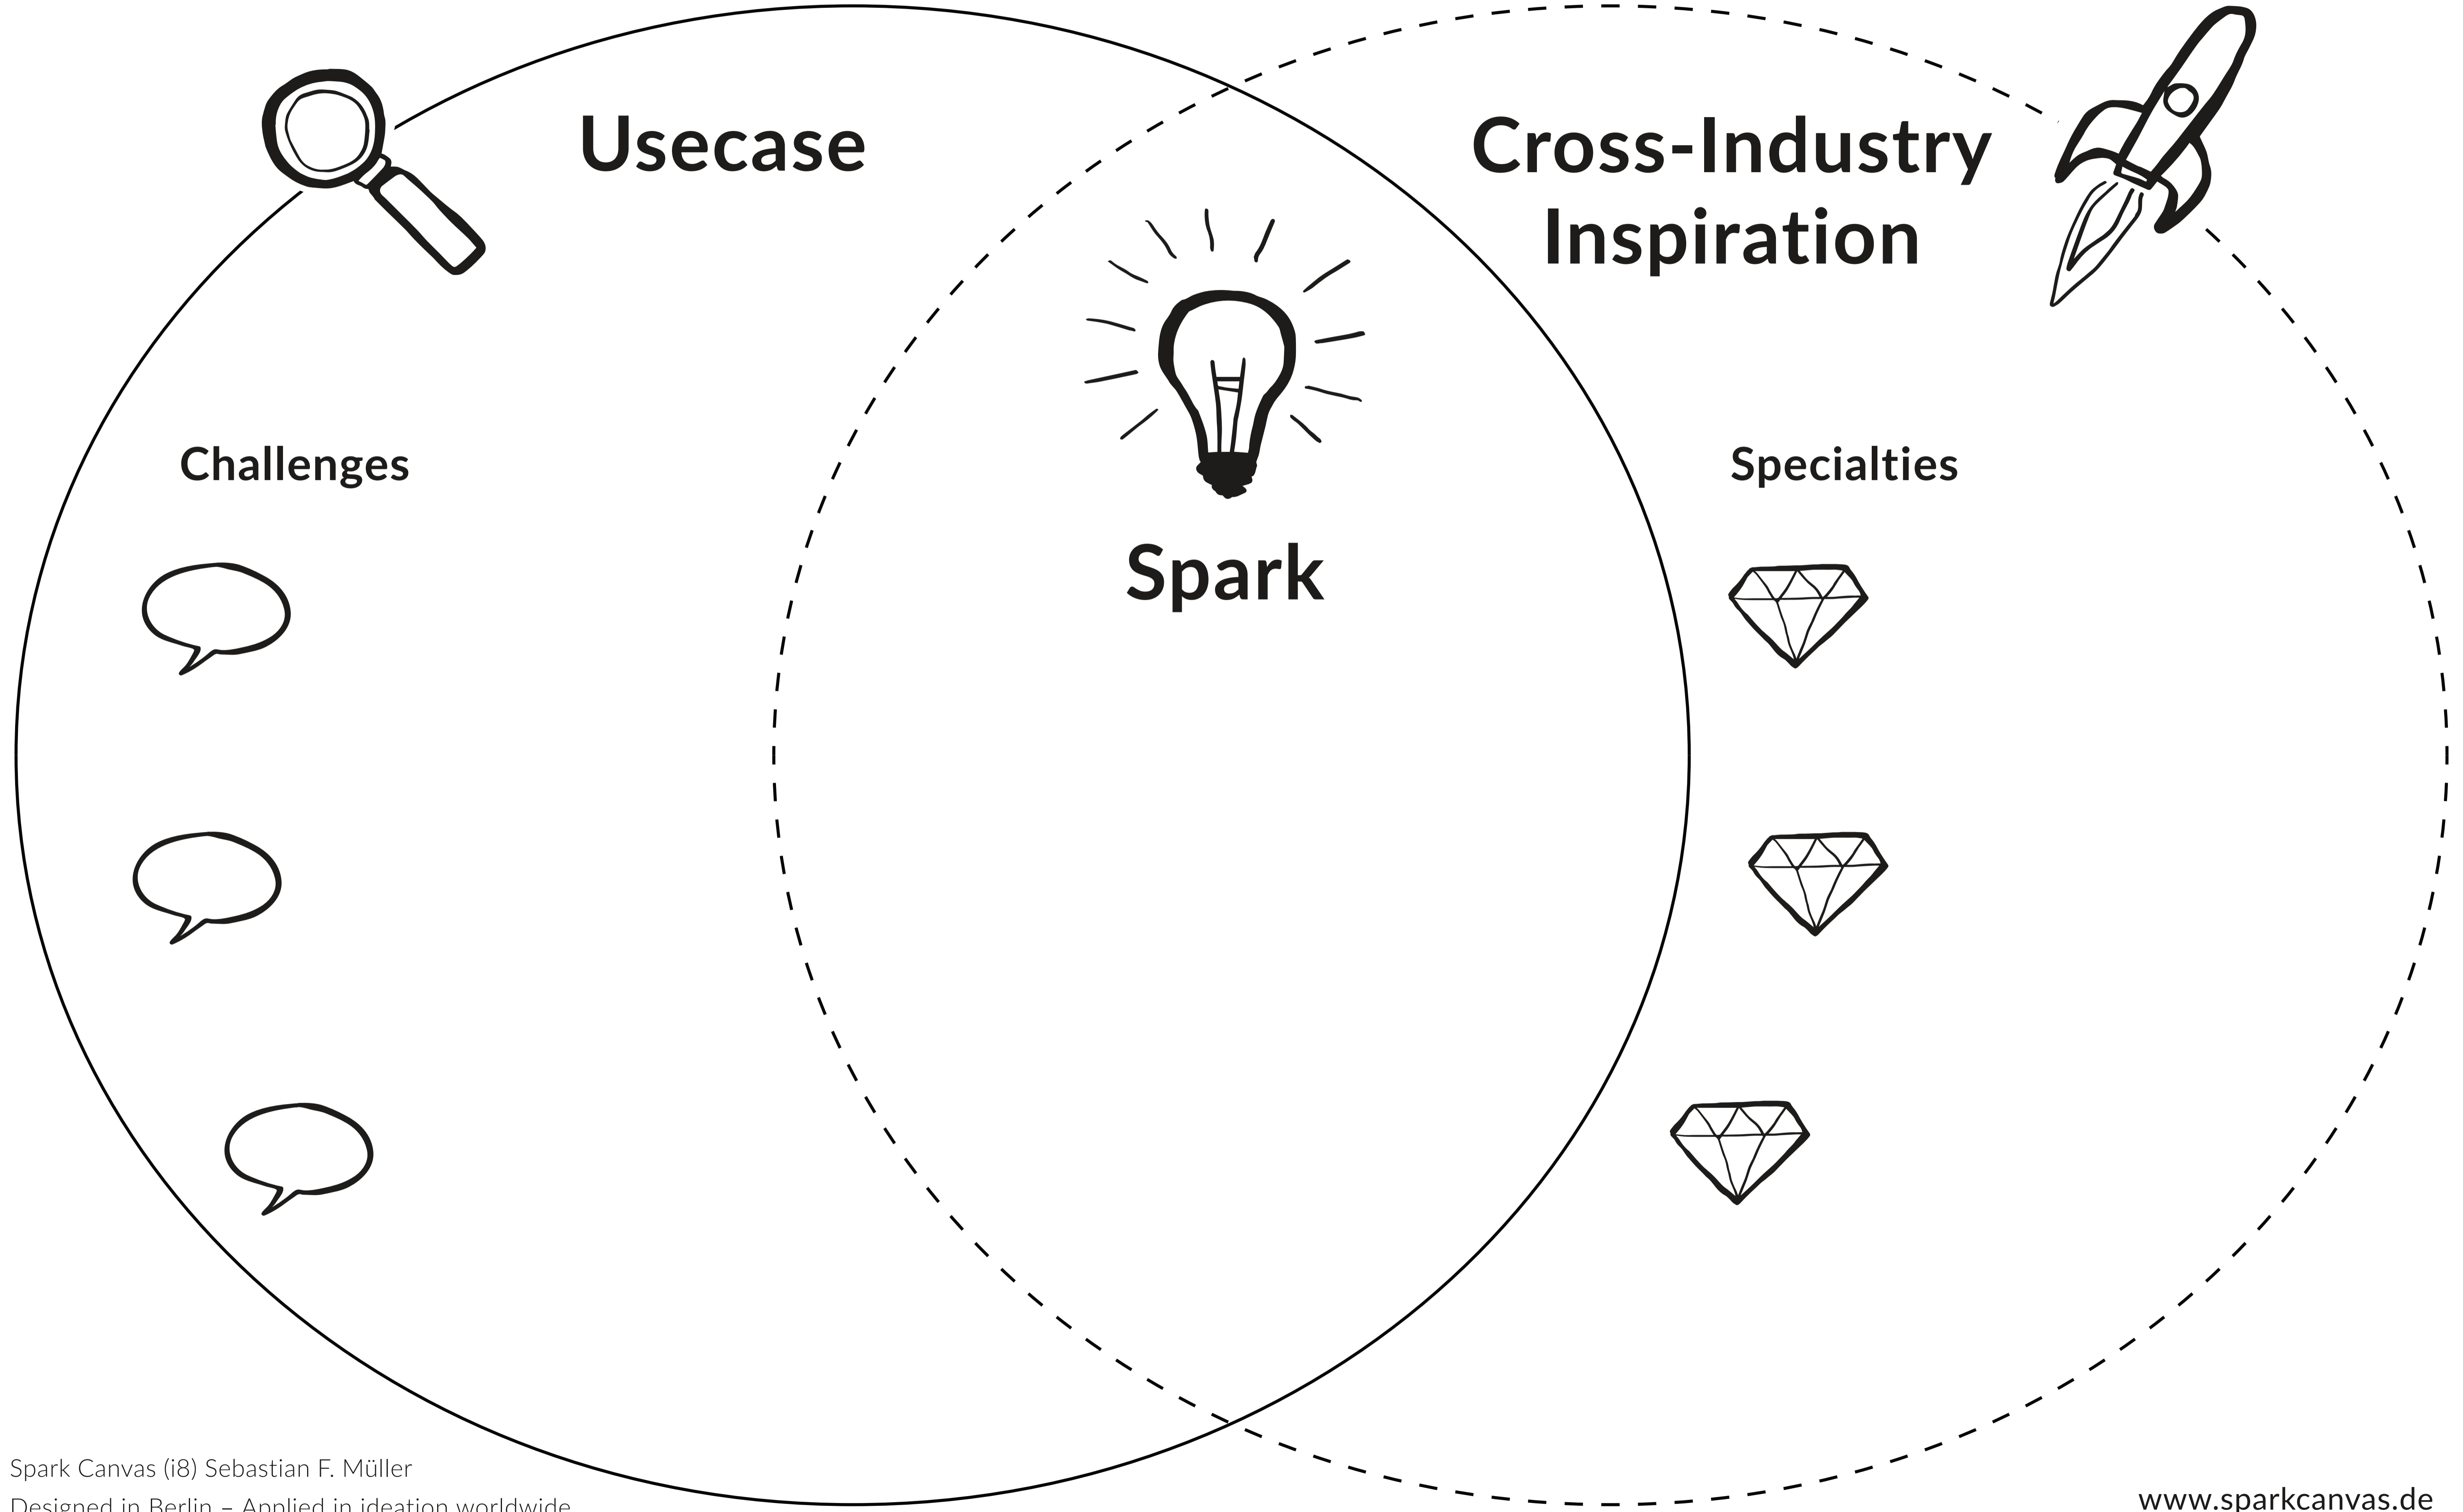 Usecase
Cross-Industry
Inspiration
Challenges
Specialties
Spark
Spark Canvas (i8) Sebastian F. Müller
Designed in Berlin – Applied in ideation worldwide
www.sparkcanvas.de